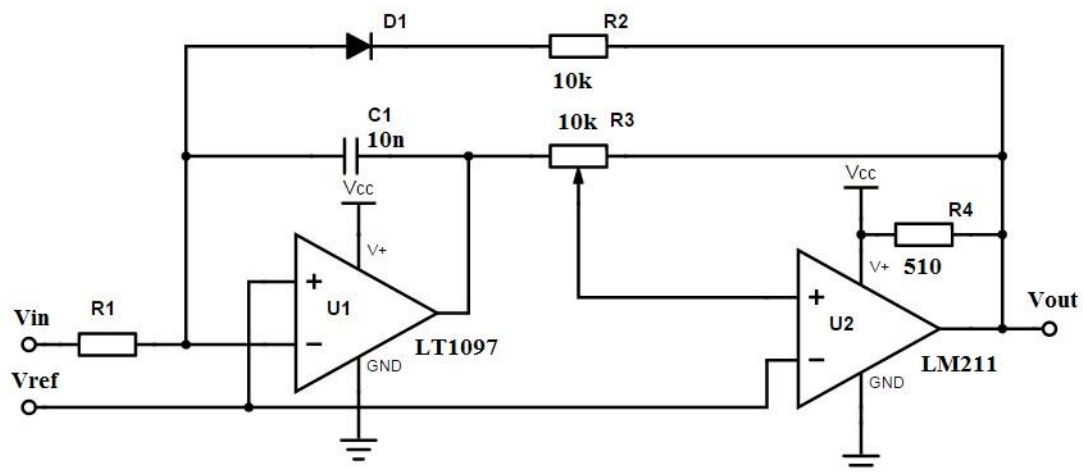 D1
R2
10k
C1
10n
10k R3
Vcc
V+
U1
GND
LT1097
Vcc
R4
V+
510
U2
GND
LM211
R1
Vin
Vref
+
−
+
−
Vout